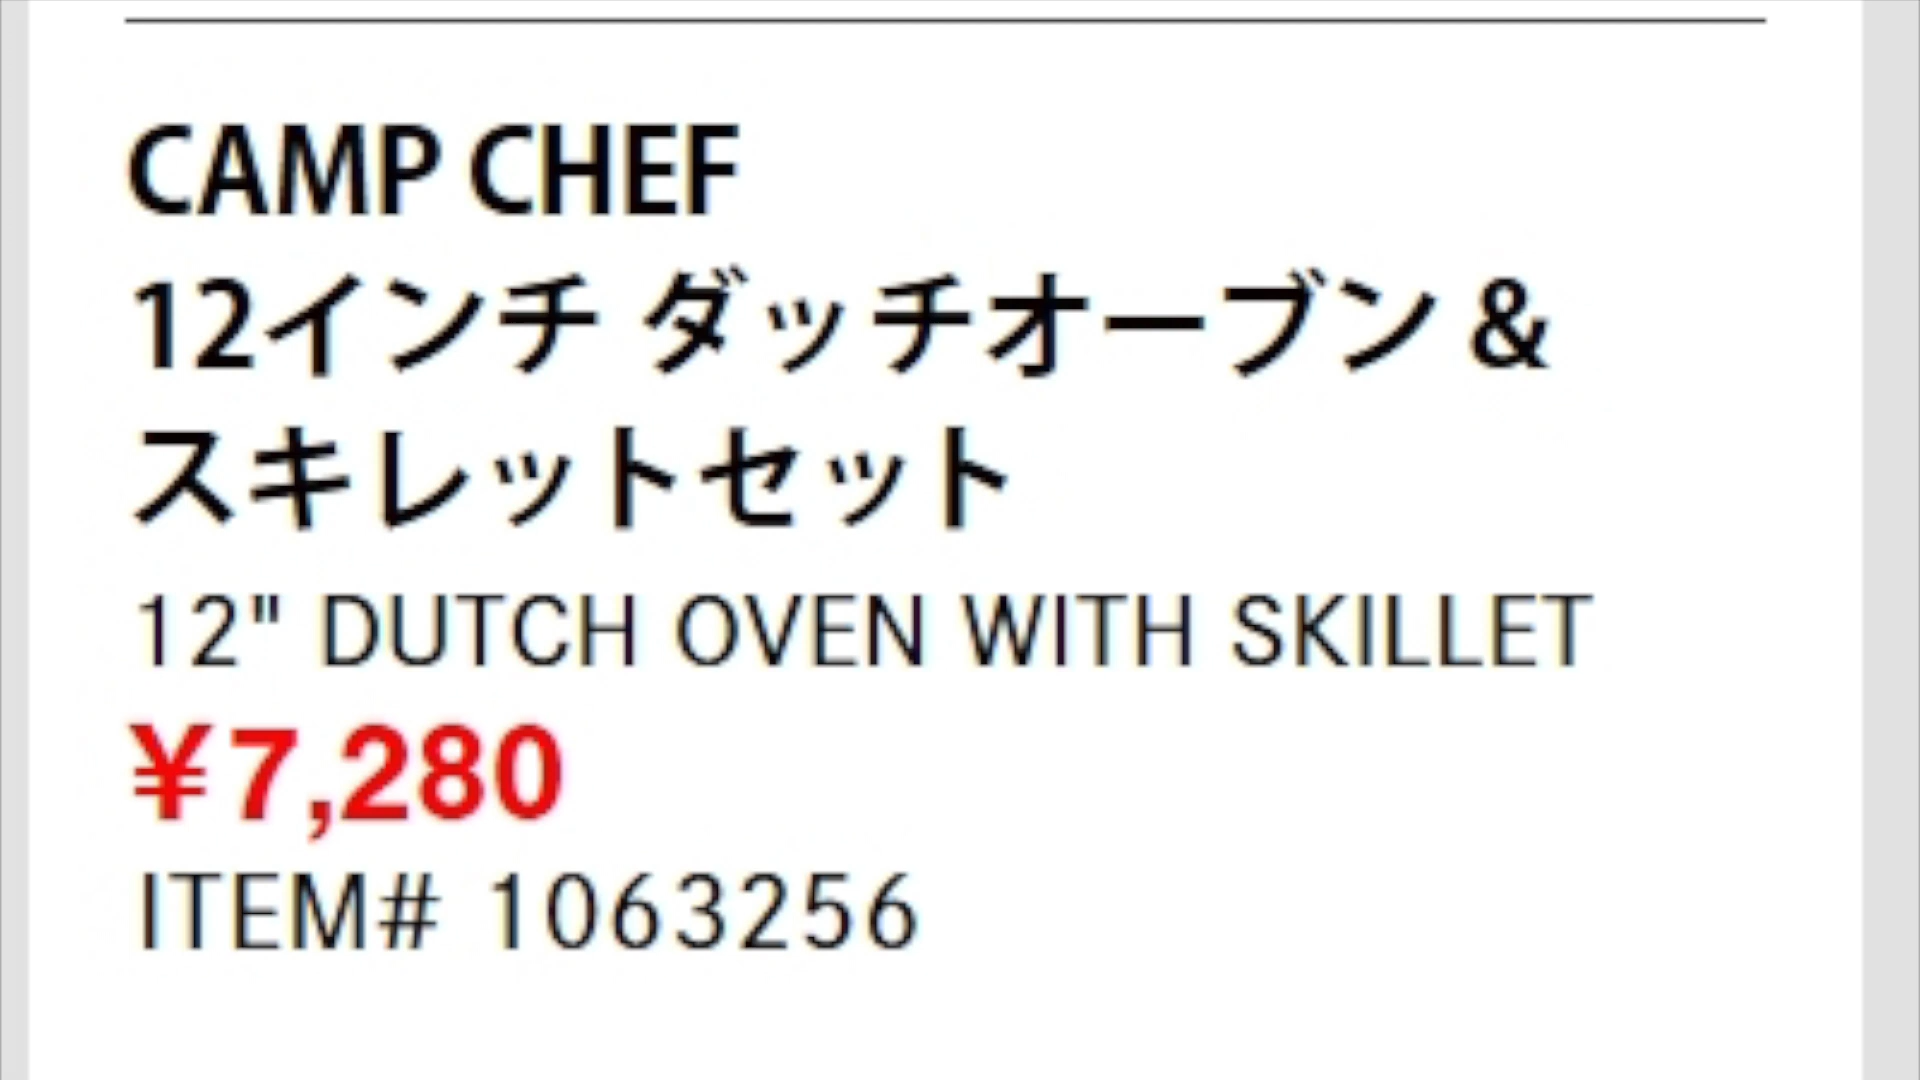 CAMP CHEF
12インチ ダッチオーブン &
スキレットセット
12" DUTCH OVEN WITH SKILLET
¥7,280
ITEM# 1063256